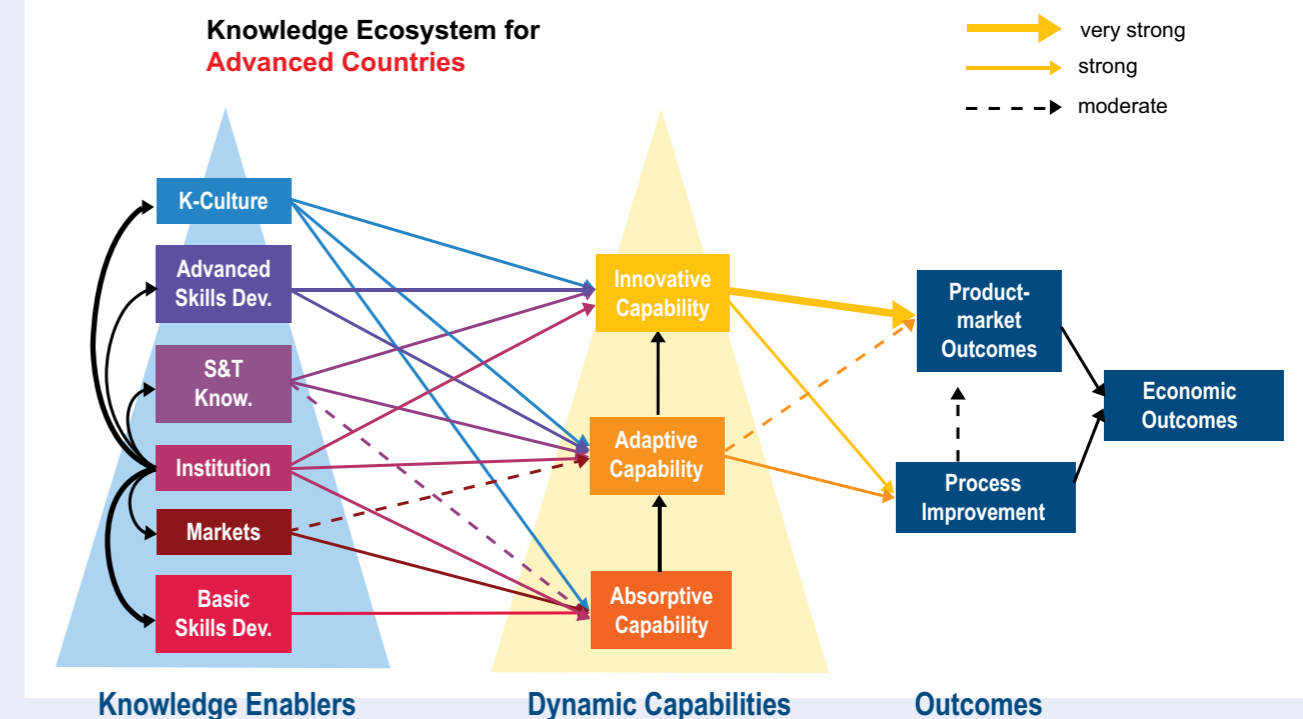 Knowledge Ecosystem for
Advanced Countries
very strong
strong
moderate
K-Culture
Advanced
Skills Dev.
S&T
Know.
Institution
Markets
Basic
Skills Dev.
Innovative
Capability
Adaptive
Capability
Absorptive
Capability
Product-
market
Outcomes
Process
Improvement
Economic
Outcomes
Knowledge Enablers
Dynamic Capabilities
Outcomes